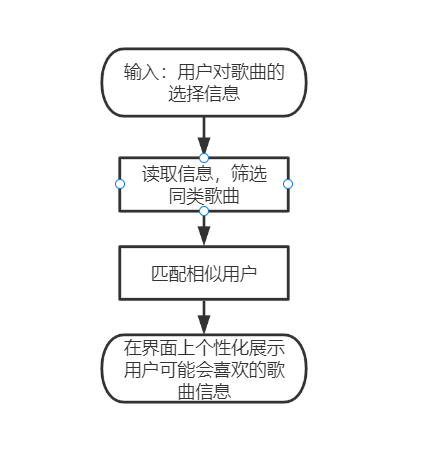 输入：用户对歌曲的
选择信息
读取信息，筛选
同类歌曲
匹配相似用户
在界面上个性化展示
用户可能会喜欢的歌
曲信息